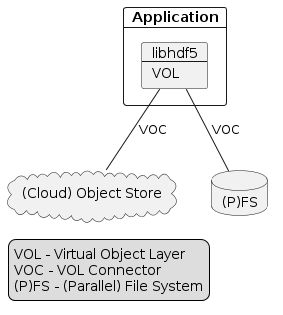 Application
libhdf5
VOL
VOC VOC
(Cloud) Object Store
(P)FS
VOL - Virtual Object Layer
VOC - VOL Connector
(P)FS - (Parallel) File System